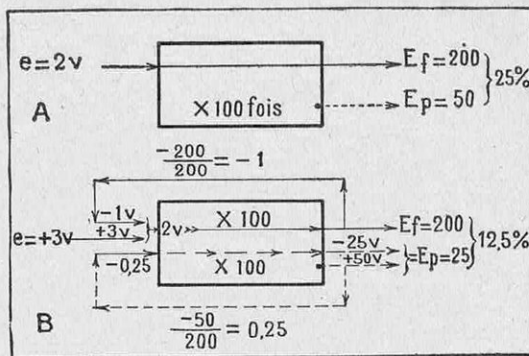 e=2v
Ef=200
25%
A
× 100 fois
Ep=50
-200/200 = -1
-1v
+3v
e=+3v
2v
× 100
Ef=200
12,5%
-0,25
× 100
-25v
+50v
=Ep=25
B
-50/200 = 0,25